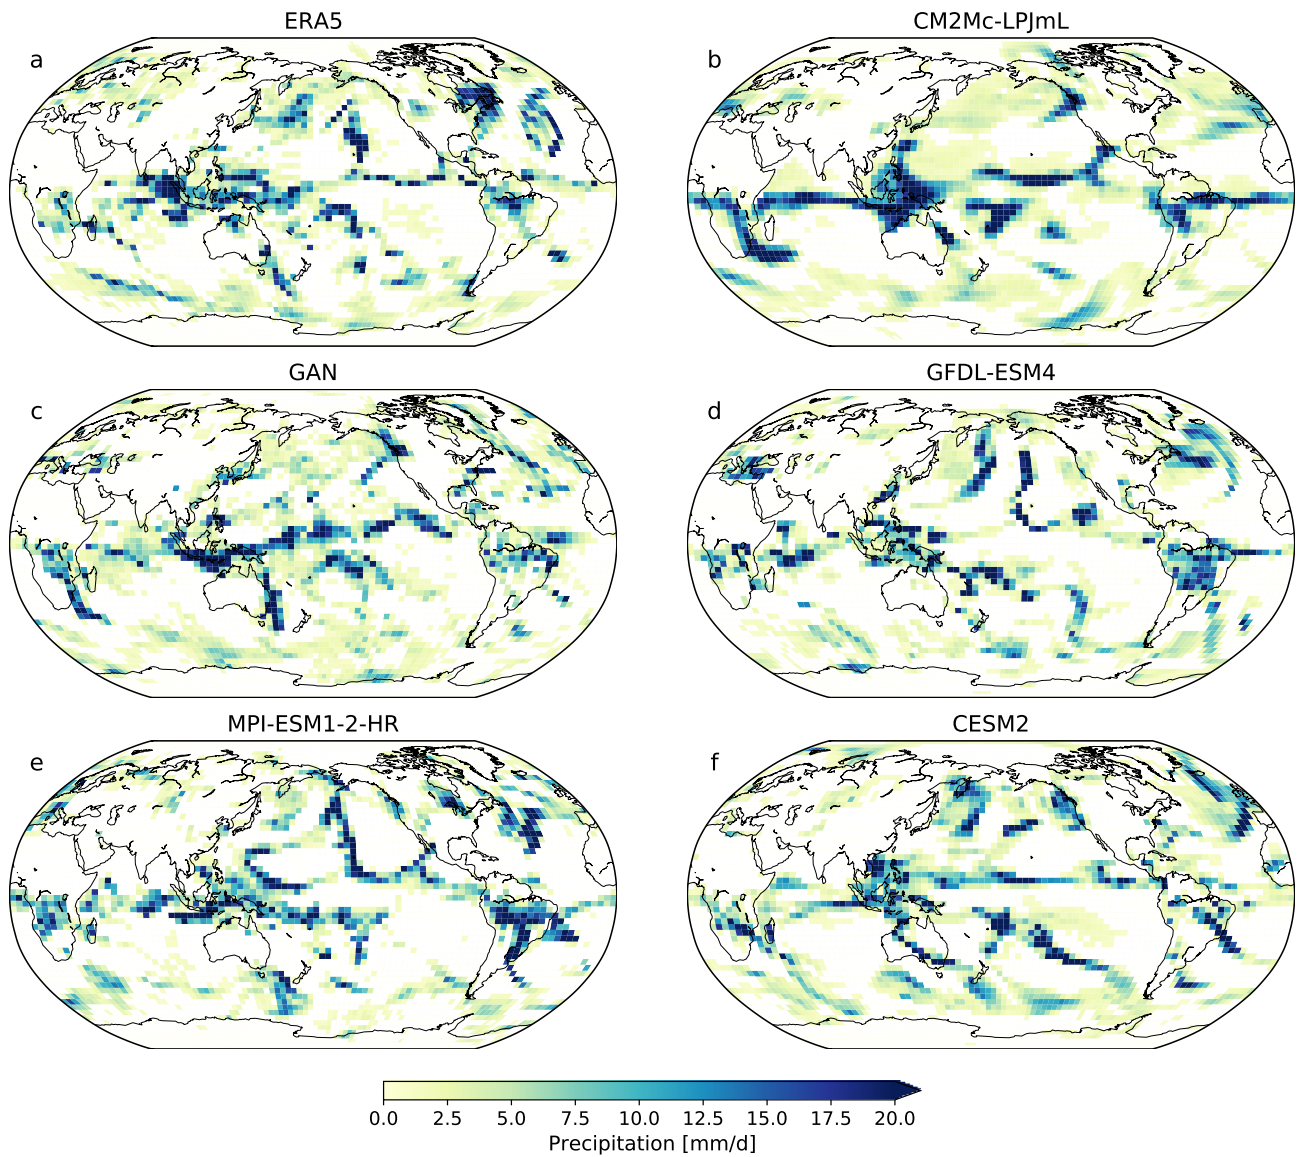 ERA5
CM2Mc-LPJmL
a
b
GAN
GFDL-ESM4
c
d
MPI-ESM1-2-HR
CESM2
e
f
0.0 2.5 5.0 7.5 10.0 12.5 15.0 17.5 20.0
Precipitation [mm/d]